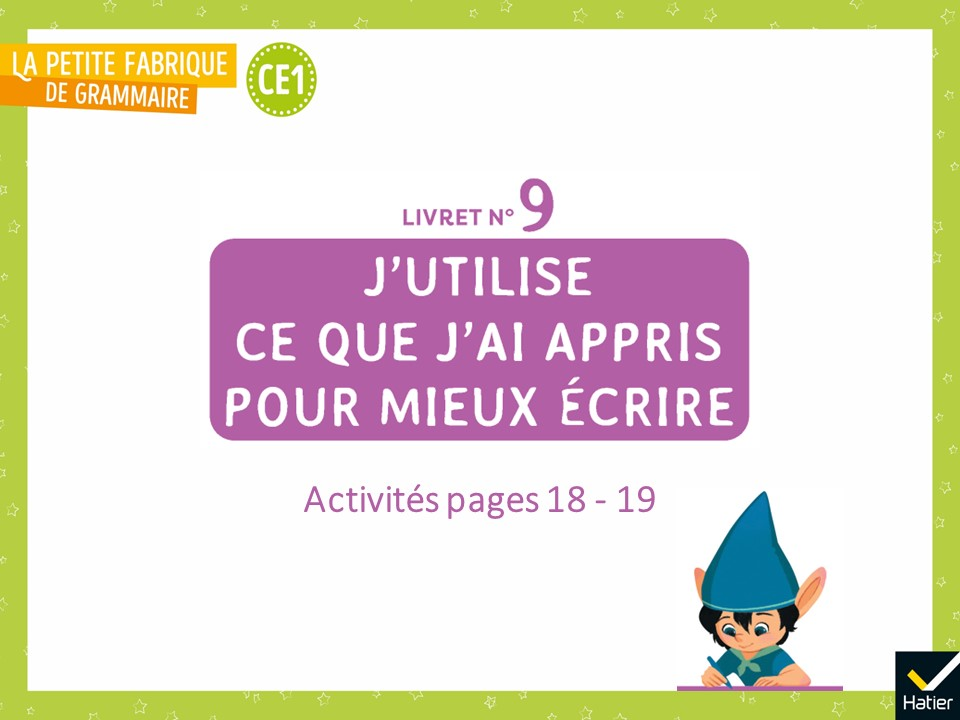 LA PETITE FABRIQUE
DE GRAMMAIRE
CE1
LIVRET N° 9
J'UTILISE
CE QUE J'AI APPRIS
POUR MIEUX ÉCRIRE
Activités pages 18 - 19
Hatier